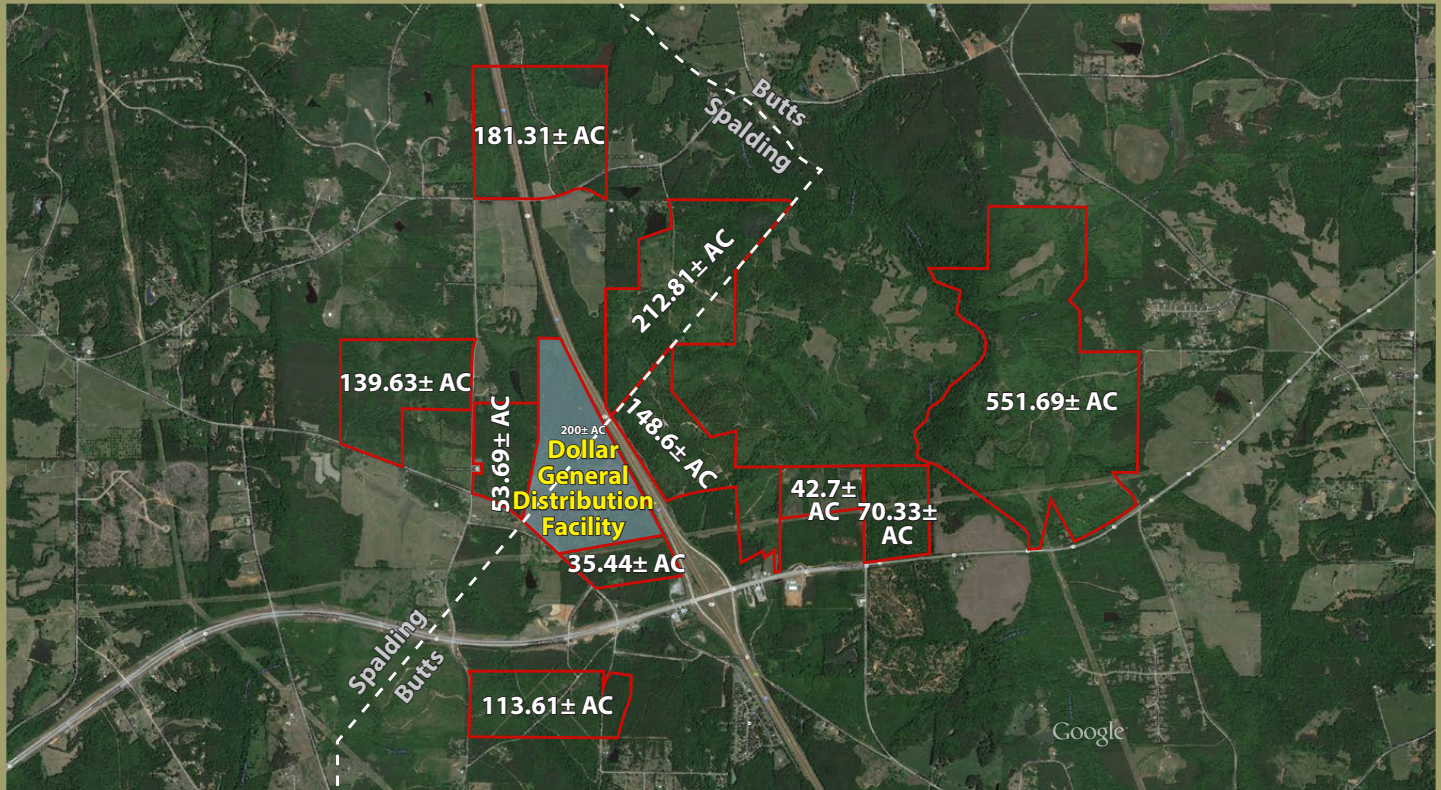 Butts
Spalding
181.31± AC
212.81± AC
139.63± AC
551.69± AC
53.69± AC
148.6± AC
200± AC
Dollar
General
Distribution
Facility
42.7±
AC
70.33±
AC
35.44± AC
Spalding
Butts
113.61± AC
Google